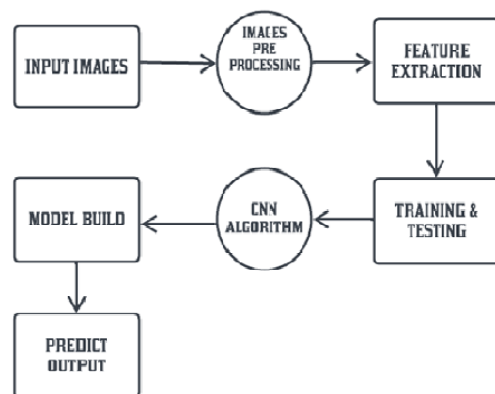 INPUT IMAGES
IMAGES
PRE
PROCESSING
FEATURE
EXTRACTION
TRAINING &
TESTING
CNN
ALGORITHM
MODEL BUILD
PREDICT
OUTPUT